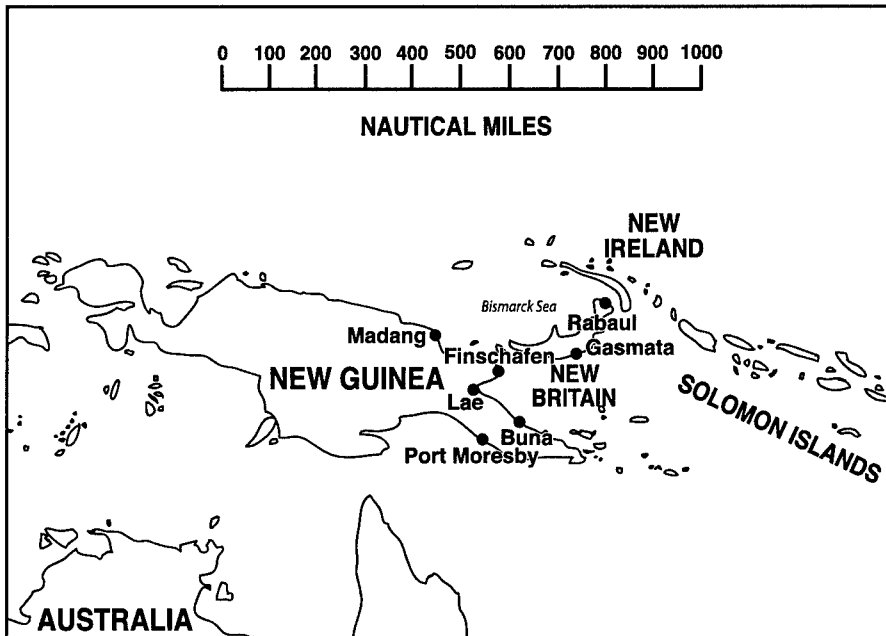 0 100 200 300 400 500 600 700 800 900 1000
NAUTICAL MILES
NEW
IRELAND
Bismarck Sea
Rabaul
Madang
Gasmata
Finschafen
NEW GUINEA
NEW
BRITAIN
Lae
SOLOMON ISLANDS
Buna
Port Moresby
AUSTRALIA